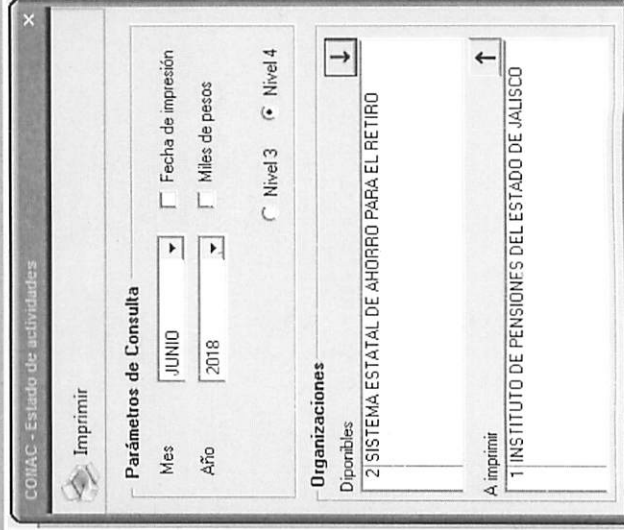 CONAC - Estado de actividades
Imprimir
Parámetros de Consulta
Mes JUNIO Fecha de impresión
Año 2018 Miles de pesos
Nivel 3 Nivel 4
Organizaciones
Diponibles
2 SISTEMA ESTATAL DE AHORRO PARA EL RETIRO
A imprimir
1 INSTITUTO DE PENSIONES DEL ESTADO DE JALISCO